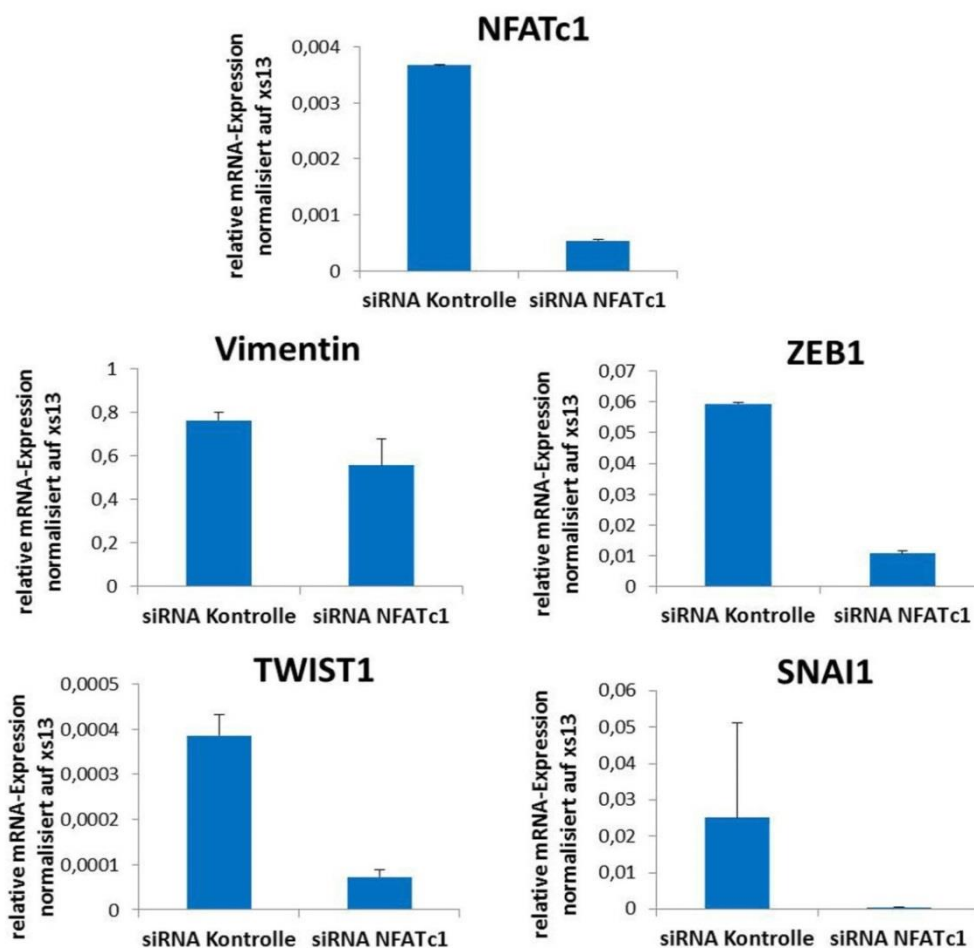 NFATc1
relative mRNA-Expression
normalisiert auf xs13
0,004
0,003
0,002
0,001
0
siRNA Kontrolle siRNA NFATc1
Vimentin
relative mRNA-Expression
normalisiert auf xs13
1
0,8
0,6
0,4
0,2
0
siRNA Kontrolle siRNA NFATc1
ZEB1
relative mRNA-Expression
normalisiert auf xs13
0,07
0,06
0,05
0,04
0,03
0,02
0,01
0
siRNA Kontrolle siRNA NFATc1
TWIST1
relative mRNA-Expression
normalisiert auf xs13
0,0005
0,0004
0,0003
0,0002
0,0001
0
siRNA Kontrolle siRNA NFATc1
SNAI1
relative mRNA-Expression
normalisiert auf xs13
0,06
0,05
0,04
0,03
0,02
0,01
0
siRNA Kontrolle siRNA NFATc1